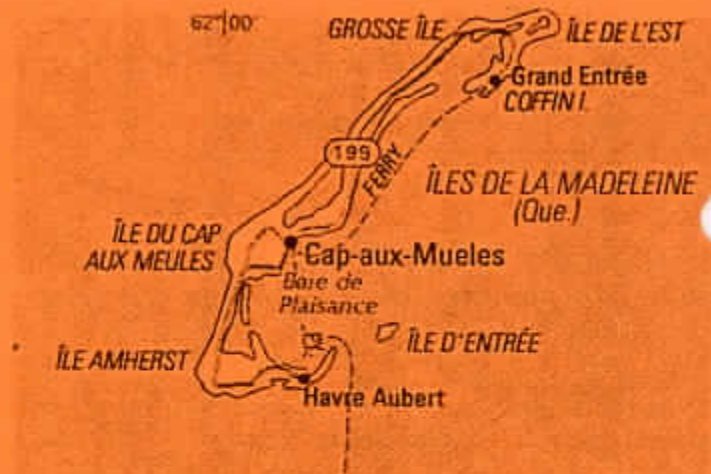 62° 00'
GROSSE ÎLE
ÎLE DE L'EST
Grand Entrée
COFFIN I.
199
FERRY
ÎLES DE LA MADELEINE
(Que.)
ÎLE DU CAP
AUX MEULES
Cap-aux-Mueles
Baie de
Plaisance
ÎLE D'ENTRÉE
ÎLE AMHERST
Havre Aubert